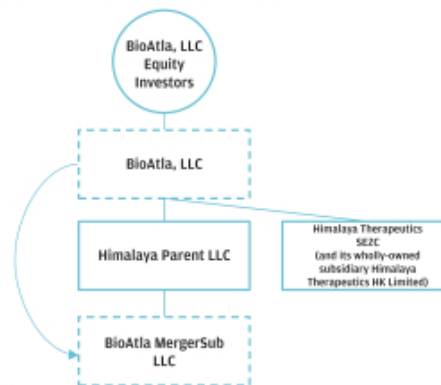 BioAtla, LLC
Equity
Investors
BioAtla, LLC
Himalaya Parent LLC
Himalaya Therapeutics
SEZC
(and its wholly-owned
subsidiary Himalaya
Therapeutics HK Limited)
BioAtla MergerSub
LLC